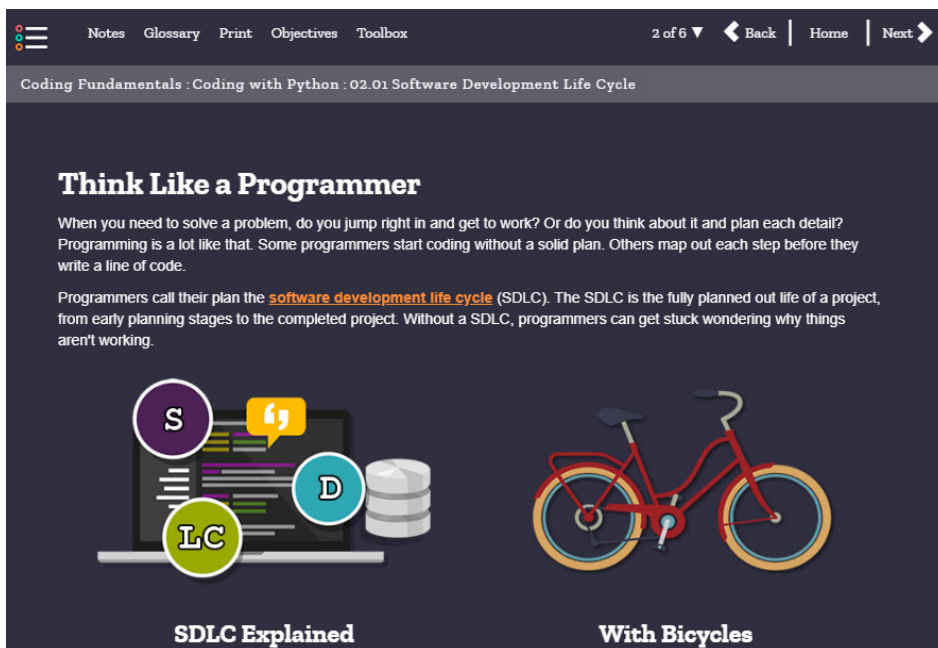 Notes Glossary Print Objectives Toolbox 2 of 6 ▼ Back | Home | Next
Coding Fundamentals : Coding with Python : 02.01 Software Development Life Cycle
Think Like a Programmer
When you need to solve a problem, do you jump right in and get to work? Or do you think about it and plan each detail?
Programming is a lot like that. Some programmers start coding without a solid plan. Others map out each step before they
write a line of code.
Programmers call their plan the software development life cycle (SDLC). The SDLC is the fully planned out life of a project,
from early planning stages to the completed project. Without a SDLC, programmers can get stuck wondering why things
aren't working.
S
D
LC
SDLC Explained
With Bicycles